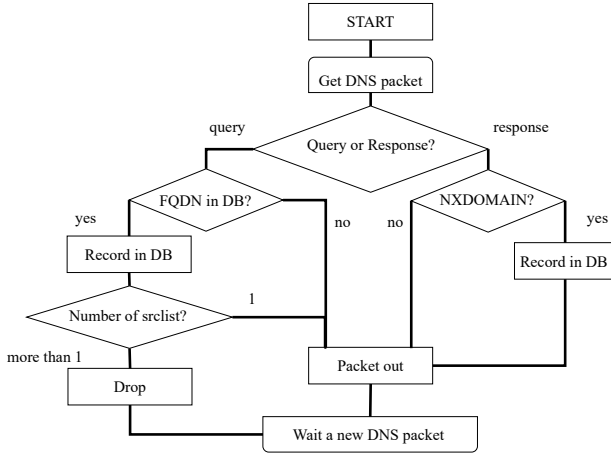 START
Get DNS packet
query
response
Query or Response?
FQDN in DB?
NXDOMAIN?
yes
no
no
yes
Record in DB
Record in DB
Number of srclist?
1
more than 1
Packet out
Drop
Wait a new DNS packet